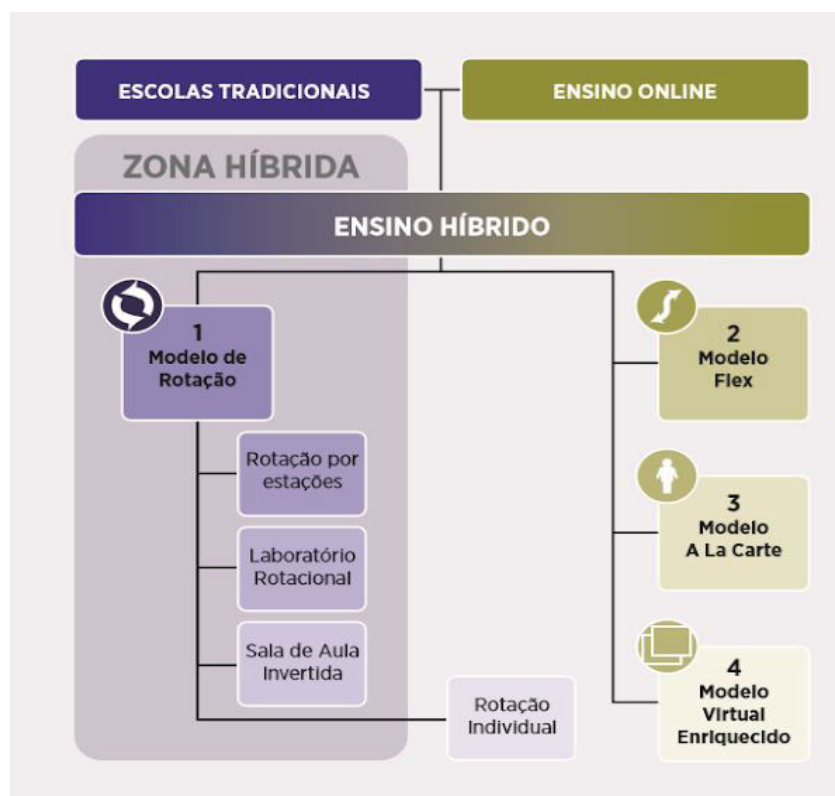 ESCOLAS TRADICIONAIS
ENSINO ONLINE
ZONA HÍBRIDA
ENSINO HÍBRIDO
1
Modelo de
Rotação
Rotação por
estações
Laboratório
Rotacional
Sala de Aula
Invertida
Rotação
Individual
2
Modelo
Flex
3
Modelo
A La Carte
4
Modelo
Virtual
Enriquecido